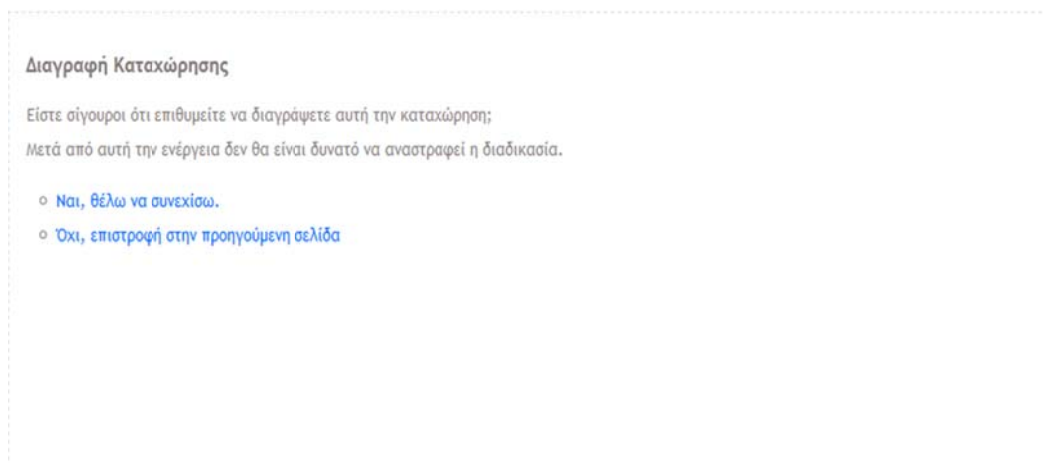 Διαγραφή Καταχώρησης
Είστε σίγουροι ότι επιθυμείτε να διαγράψετε αυτή την καταχώρηση;
Μετά από αυτή την ενέργεια δεν θα είναι δυνατό να αναστραφεί η διαδικασία.
Ναι, θέλω να συνεχίσω.
Όχι, επιστροφή στην προηγούμενη σελίδα